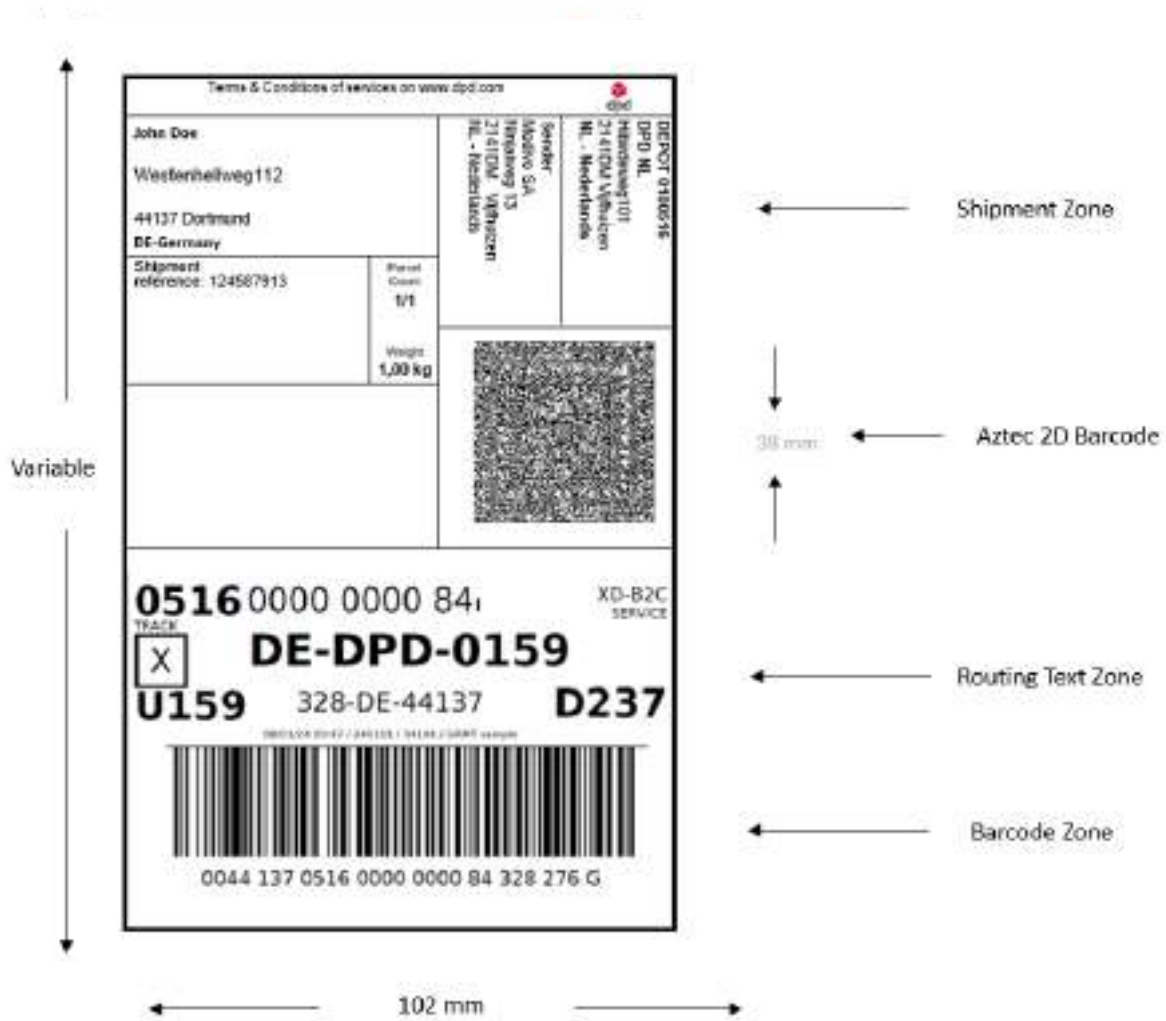 Terms & Conditions of services on www.dpd.com
dpd
John Doe
Westenhellweg112
44137 Dortmund
DE-Germany
Sender
Modivo SA
13
2141DM Vijfhuizen
NL - Nederlands
DEPOT 0180516
DPD NL
2141DM Vijfhuizen
NL - Nederlands
Shipment
reference: 124587913
Parcel
Count
1/1
Weight
1,00 kg
Shipment Zone
38 mm
Aztec 2D Barcode
Variable
0516 0000 0000 84
XD-B2C
SERVICE
TRACK
X
DE-DPD-0159
Routing Text Zone
U159 328-DE-44137 D237
Barcode Zone
0044 137 0516 0000 0000 84 328 276 G
102 mm